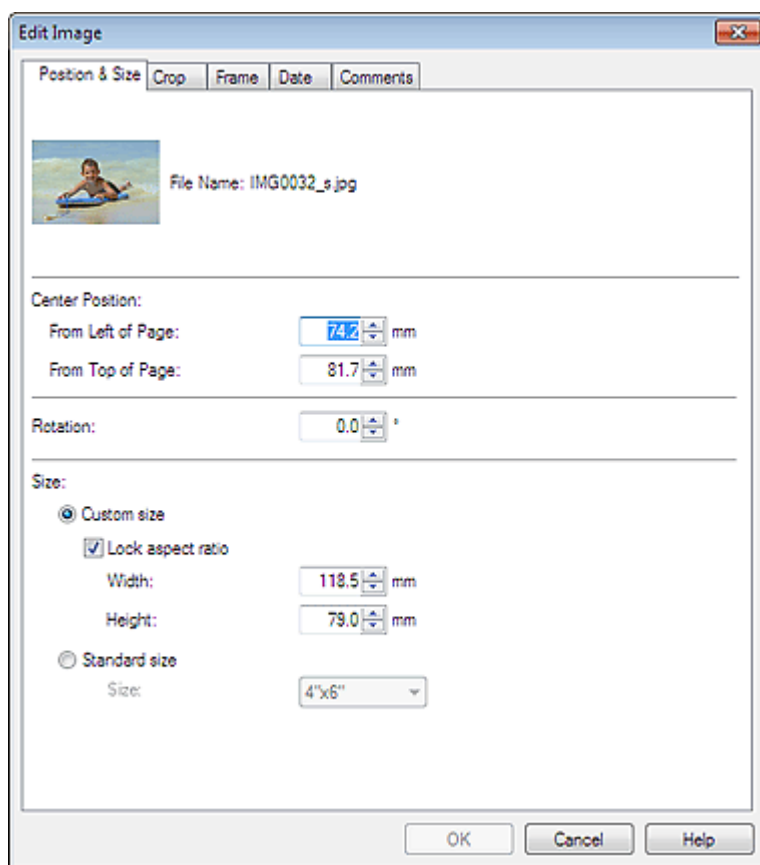 Edit Image
Position & Size Crop Frame Date Comments
File Name: IMG0032_s.jpg
Center Position:
From Left of Page: 74.2 mm
From Top of Page: 81.7 mm
Rotation: 0.0 °
Size:
Custom size
Lock aspect ratio
Width: 118.5 mm
Height: 79.0 mm
Standard size
Size: 4"x6"
OK Cancel Help